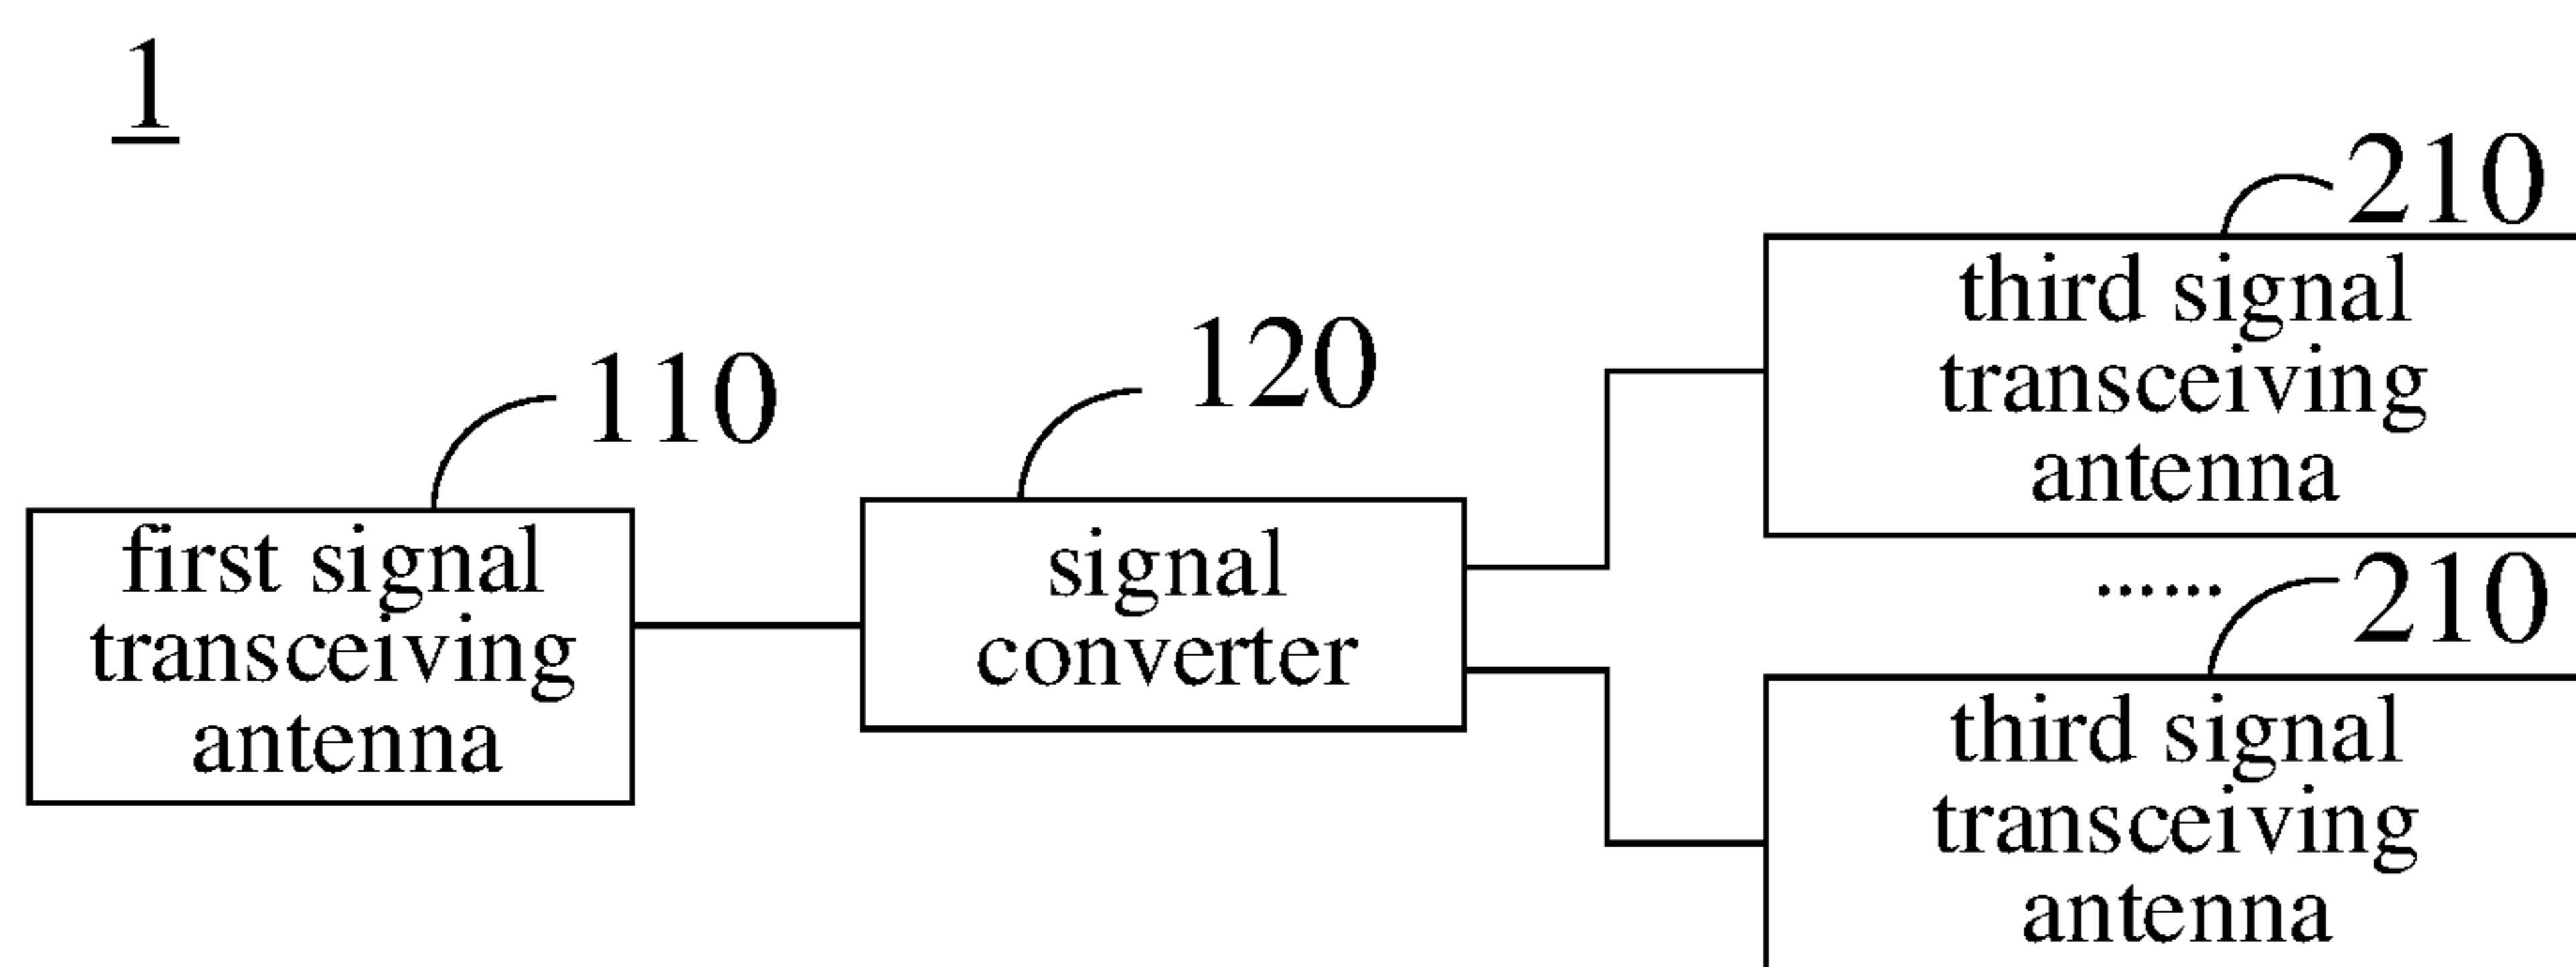 1
110
first signal
transceiving
antenna
120
signal
converter
210
third signal
transceiving
antenna
......
210
third signal
transceiving
antenna